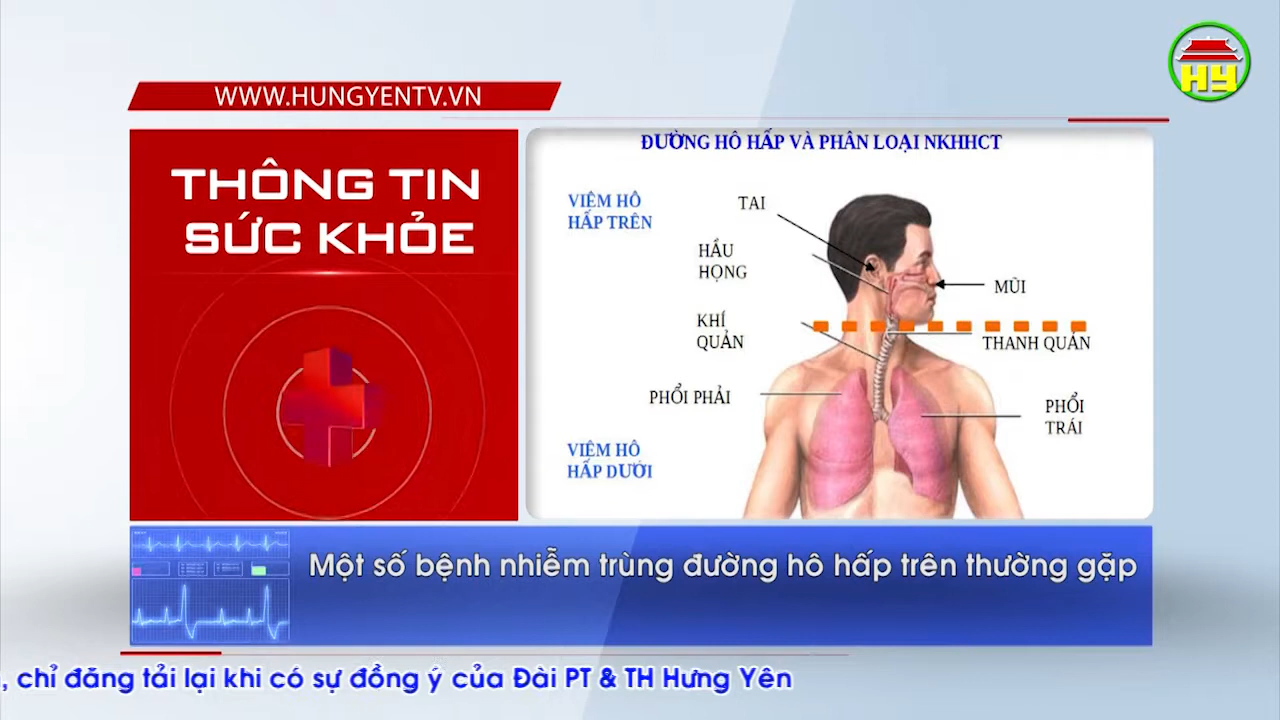 WWW.HUNGYENTV.VN
HY
THÔNG TIN
SỨC KHỎE
ĐƯỜNG HÔ HẤP VÀ PHÂN LOẠI NKHHCT
VIÊM HÔ
HẤP TRÊN
TAI
HẦU
HỌNG
MŨI
KHÍ
QUẢN
THANH QUẢN
PHỔI PHẢI
PHỔI
TRÁI
VIÊM HÔ
HẤP DƯỚI
Một số bệnh nhiễm trùng đường hô hấp trên thường gặp
, chỉ đăng tải lại khi có sự đồng ý của Đài PT & TH Hưng Yên